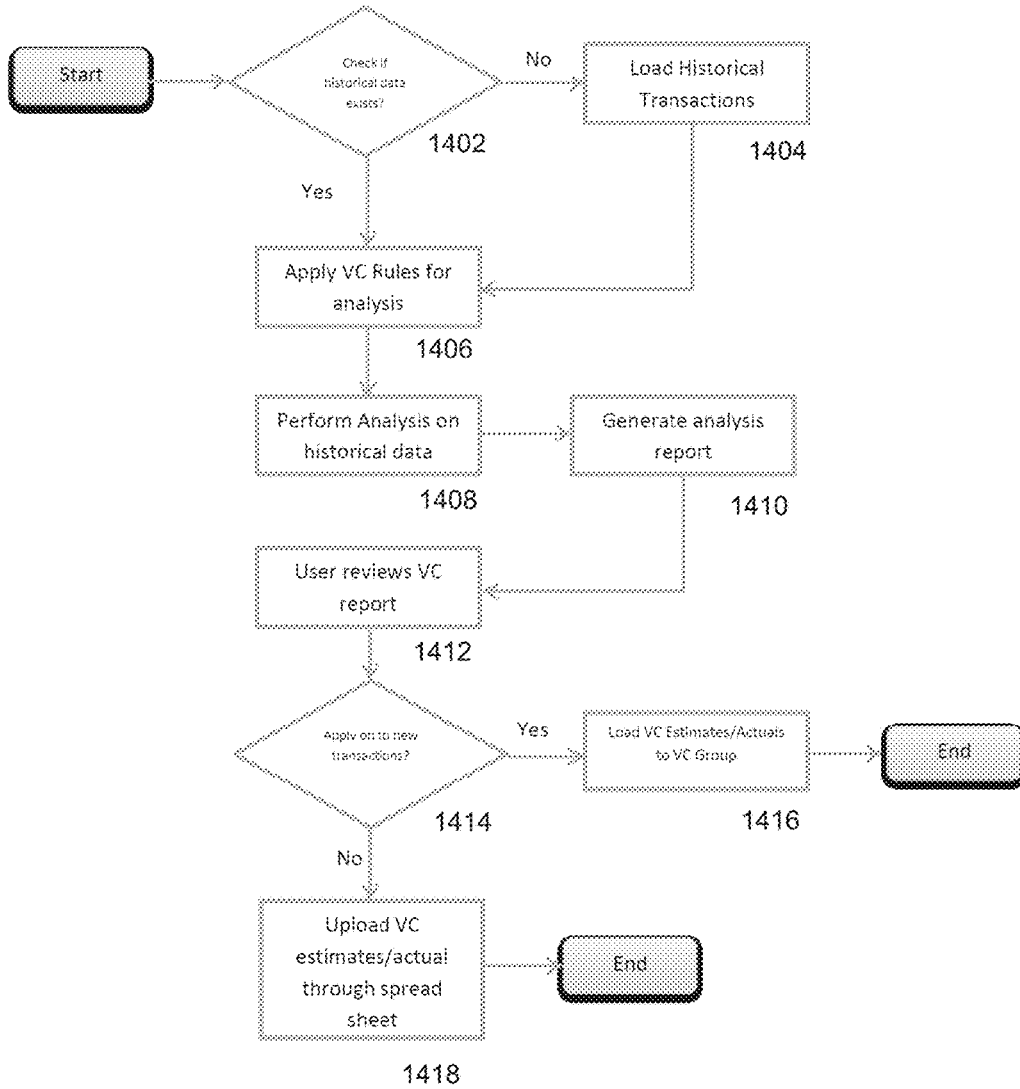 Start
Check if
historical data
exists?
No
Load Historical
Transactions
1402
1404
Yes
Apply VC Rules for
analysis
1406
Perform Analysis on
historical data
Generate analysis
report
1408
1410
User reviews VC
report
1412
Apply on to new
transactions?
Yes
Load VC Estimates/Actuals
to VC Group
End
1414
1416
No
Upload VC
estimates/actual
through spread
sheet
End
1418